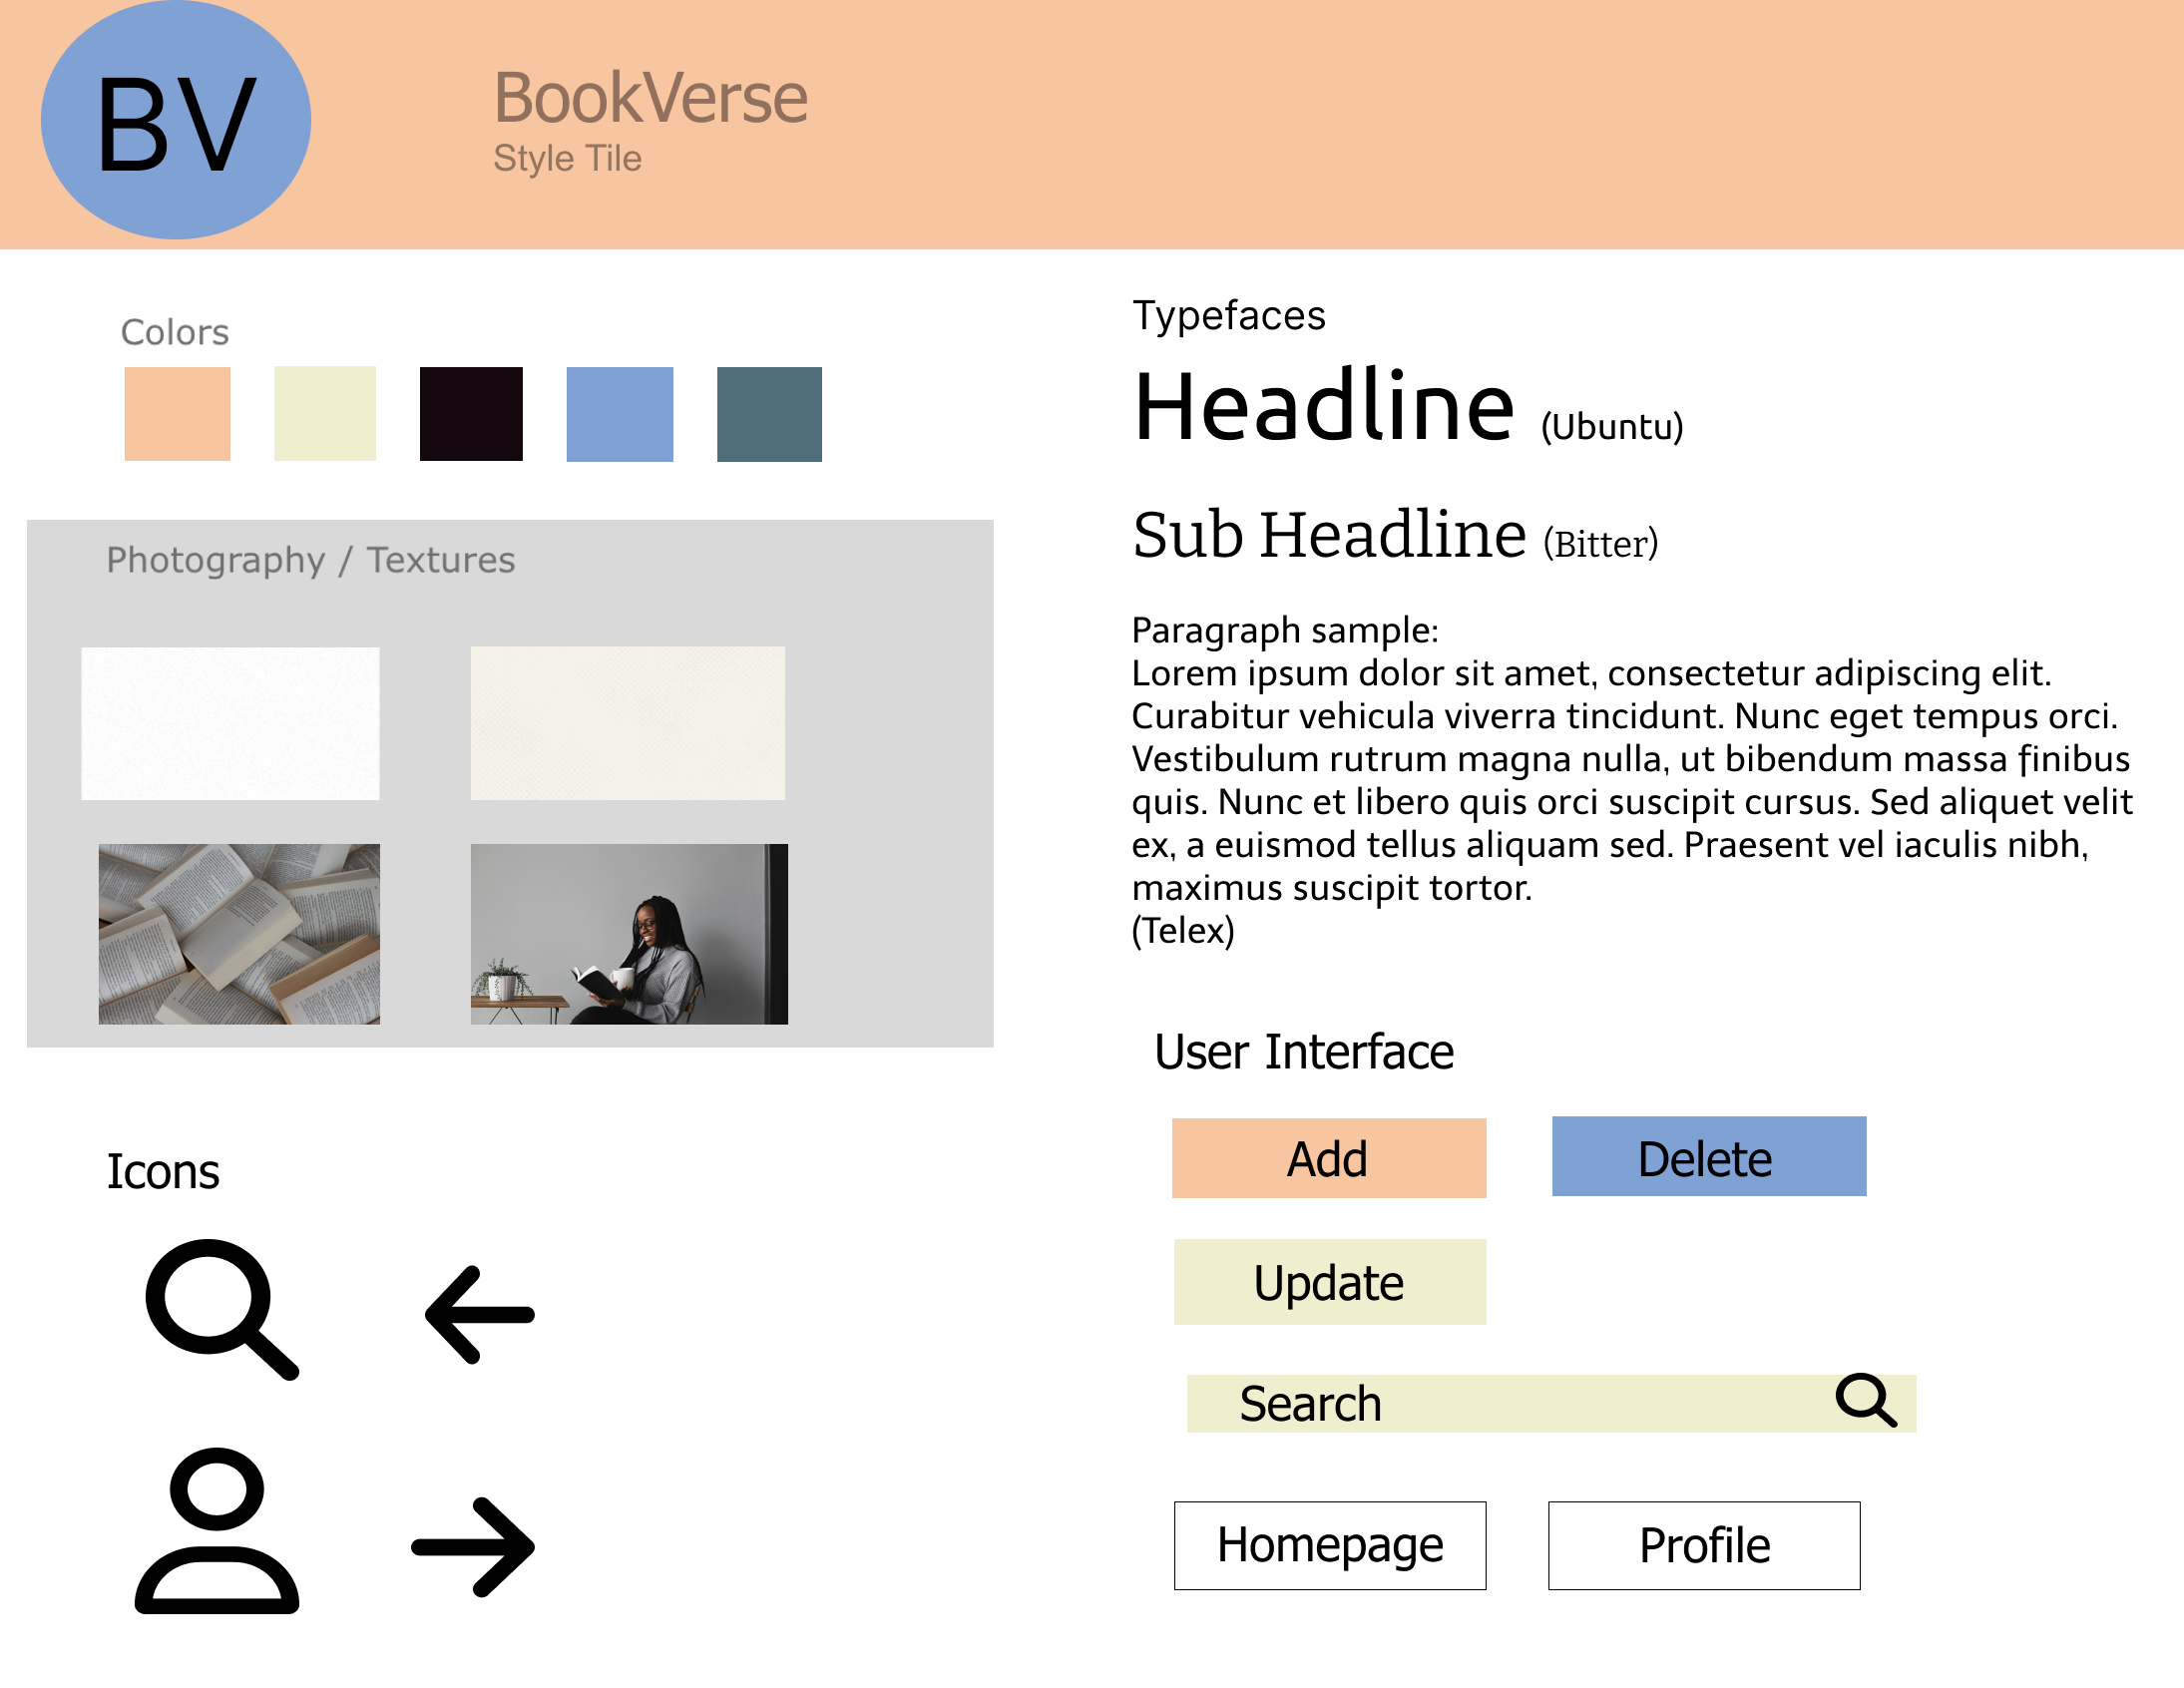 BV
BookVerse
Style Tile
Colors
Photography / Textures
Icons
Typefaces
Headline (Ubuntu)
Sub Headline (Bitter)
Paragraph sample:
Lorem ipsum dolor sit amet, consectetur adipiscing elit.
Curabitur vehicula viverra tincidunt. Nunc eget tempus orci.
Vestibulum rutrum magna nulla, ut bibendum massa finibus
quis. Nunc et libero quis orci suscipit cursus. Sed aliquet velit
ex, a euismod tellus aliquam sed. Praesent vel iaculis nibh,
maximus suscipit tortor.
(Telex)
User Interface
Add
Delete
Update
Search
Homepage
Profile